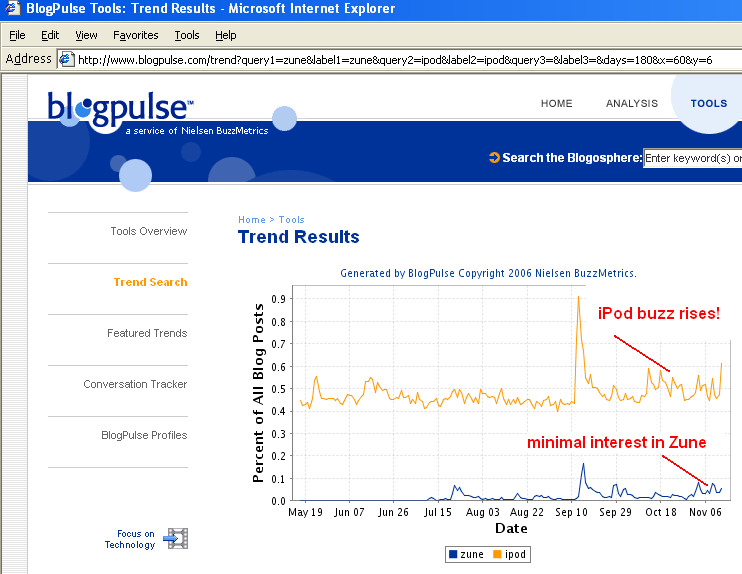 BlogPulse Tools: Trend Results - Microsoft Internet Explorer
File Edit View Favorites Tools Help
Address http://www.blogpulse.com/trend?query1=zune&label1=zune&query2=ipod&label2=ipod&query3=&label3=&days=180&x=60&y=6
blogpulse™
a service of Nielsen BuzzMetrics
HOME ANALYSIS TOOLS
Search the Blogosphere: Enter keyword(s) or
Tools Overview
Trend Search
Featured Trends
Conversation Tracker
BlogPulse Profiles
Focus on
Technology
Home > Tools
Trend Results
Generated by BlogPulse Copyright 2006 Nielsen BuzzMetrics.
Percent of All Blog Posts
0.9
0.8
0.7
0.6
0.5
0.4
0.3
0.2
0.1
0.0
iPod buzz rises!
minimal interest in Zune
May 19 Jun 07 Jun 26 Jul 15 Aug 03 Aug 22 Sep 10 Sep 29 Oct 18 Nov 06
Date
zune ipod